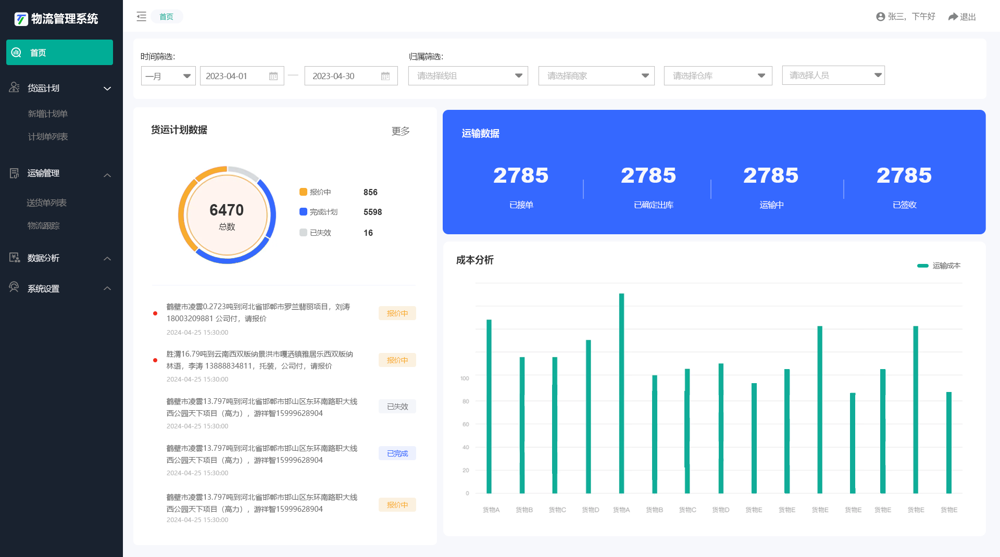 物流管理系统
首页
货运计划
新增计划单
计划单列表
运输管理
送货单列表
物流跟踪
数据分析
系统设置
首页
张三，下午好
退出
时间筛选：
归属筛选：
一月
2023-04-01
2023-04-30
请选择线组
请选择商家
请选择仓库
请选择人员
货运计划数据
更多
6470
总数
报价中 856
完成计划 5598
已失效 16
鹤壁市凌雲0.2723吨到河北省邯郸市罗兰翡丽项目，刘涛
18003209881 公司付，请报价
2024-04-25 15:30:00
报价中
胜渭16.79吨到云南西双版纳景洪市嘎洒镇雅居乐西双版纳
林语，李涛 13888834811，托装，公司付，请报价
2024-04-25 15:30:00
报价中
鹤壁市凌雲13.797吨到河北省邯郸市邯山区东环南路职大线
西公园天下项目（高力），游祥智15999628904
2024-04-25 15:30:00
已失效
鹤壁市凌雲13.797吨到河北省邯郸市邯山区东环南路职大线
西公园天下项目（高力），游祥智15999628904
2024-04-25 15:30:00
已完成
鹤壁市凌雲13.797吨到河北省邯郸市邯山区东环南路职大线
西公园天下项目（高力），游祥智15999628904
2024-04-25 15:30:00
报价中
运输数据
2785 2785 2785 2785
已接单 已确定出库 运输中 已签收
成本分析
运输成本
100
80
60
40
20
0
货物A 货物B 货物C 货物D 货物A 货物B 货物C 货物D 货物E 货物E 货物E 货物E 货物E 货物E 货物E